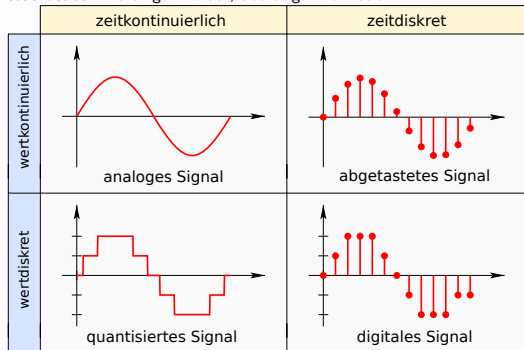 zeitkontinuierlich
zeitdiskret
wertkontinuierlich
analoges Signal
abgetastetes Signal
wertdiskret
quantisiertes Signal
digitales Signal